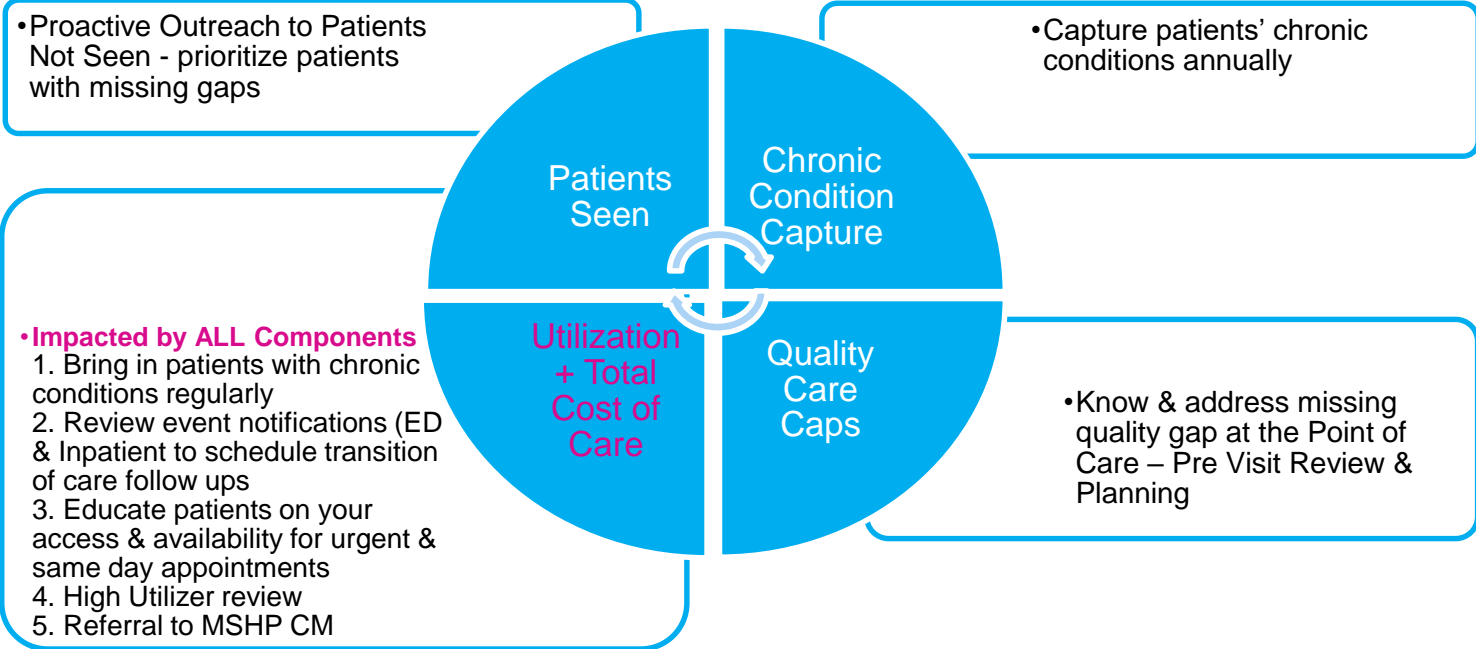 •Proactive Outreach to Patients
Not Seen - prioritize patients
with missing gaps
•Capture patients’ chronic
conditions annually
Patients
Seen
Chronic
Condition
Capture
•Impacted by ALL Components
1. Bring in patients with chronic
conditions regularly
2. Review event notifications (ED
& Inpatient to schedule transition
of care follow ups
3. Educate patients on your
access & availability for urgent &
same day appointments
4. High Utilizer review
5. Referral to MSHP CM
Utilization
+ Total
Cost of
Care
Quality
Care
Caps
•Know & address missing
quality gap at the Point of
Care – Pre Visit Review &
Planning